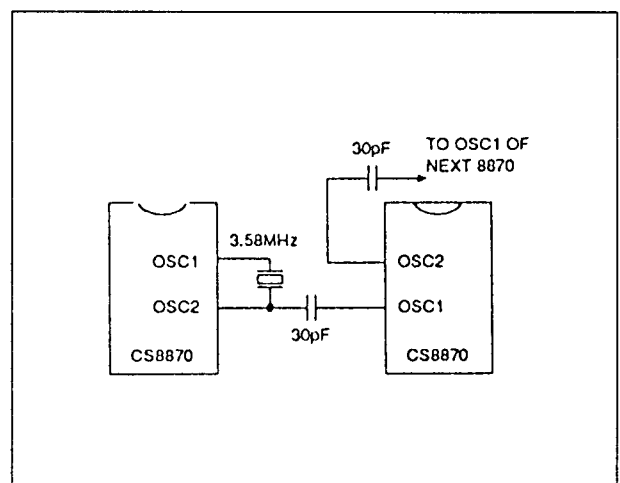 30pF
TO OSC1 OF
NEXT 8870
3.58MHz
OSC1
OSC2
OSC2
30pF
OSC1
CS8870
CS8870